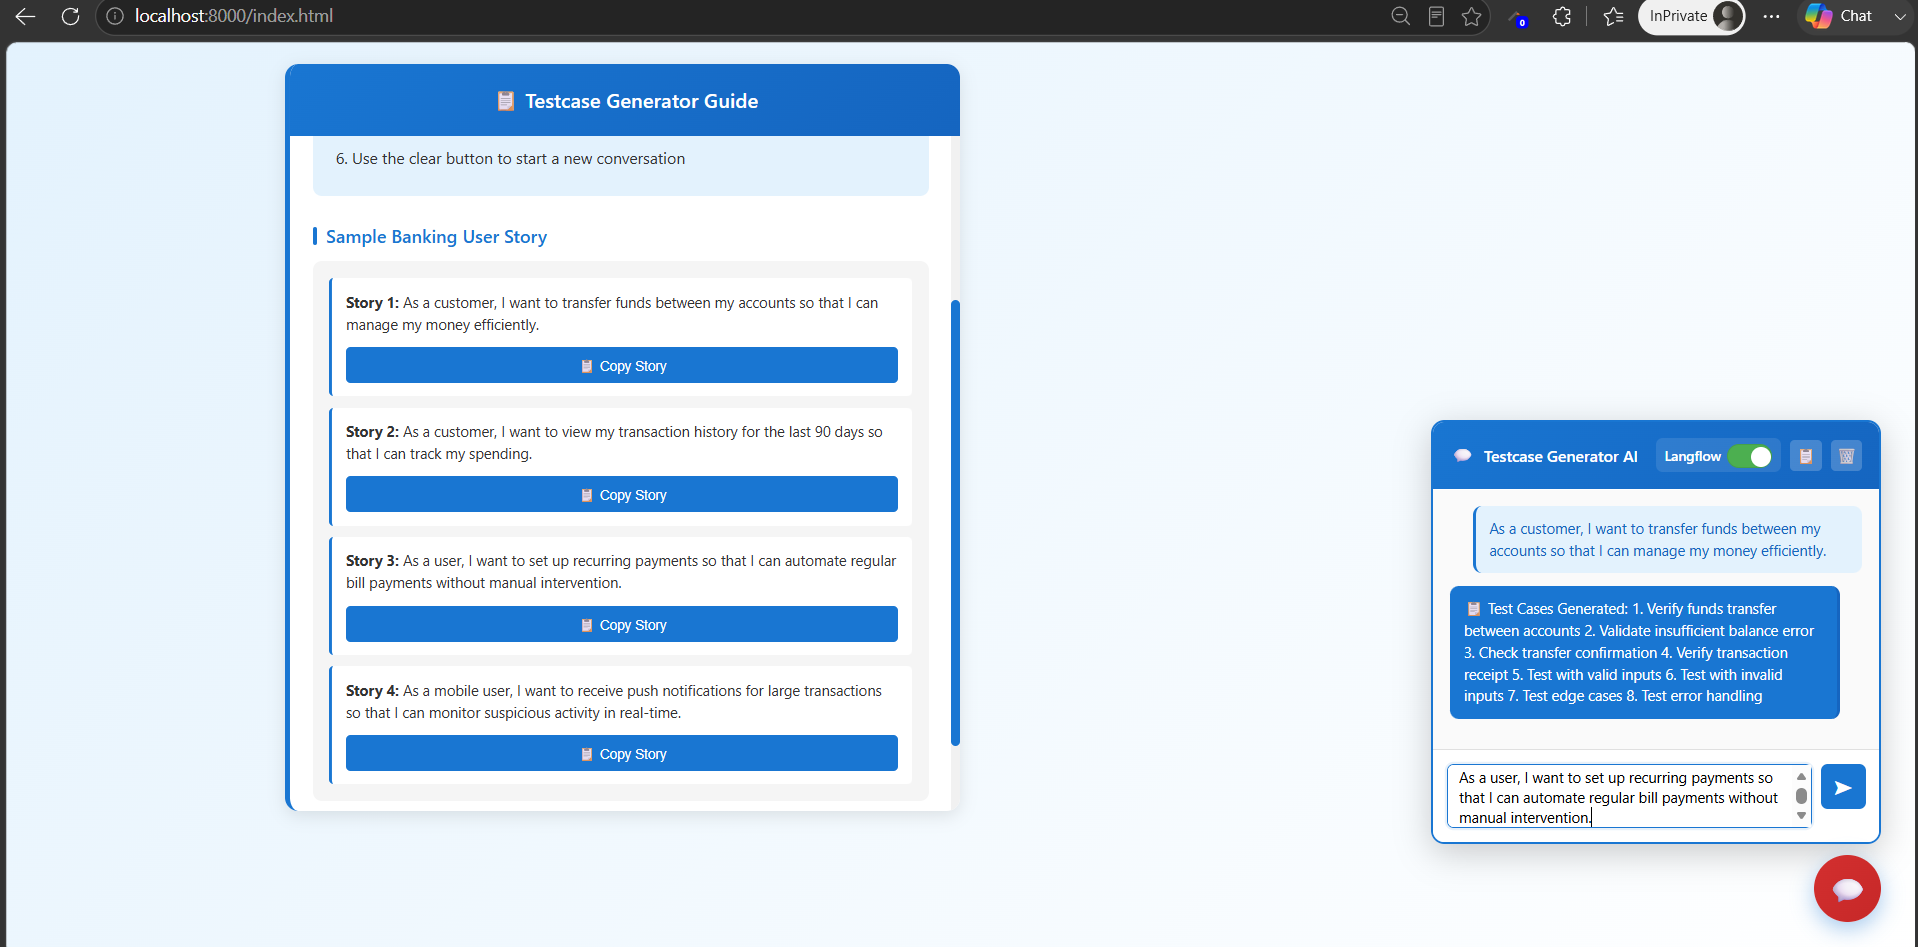 localhost:8000/index.html
0
InPrivate
Chat
Testcase Generator Guide
6. Use the clear button to start a new conversation
Sample Banking User Story
Story 1: As a customer, I want to transfer funds between my accounts so that I can
manage my money efficiently.
Copy Story
Story 2: As a customer, I want to view my transaction history for the last 90 days so
that I can track my spending.
Copy Story
Story 3: As a user, I want to set up recurring payments so that I can automate regular
bill payments without manual intervention.
Copy Story
Story 4: As a mobile user, I want to receive push notifications for large transactions
so that I can monitor suspicious activity in real-time.
Copy Story
Testcase Generator AI
Langflow
As a customer, I want to transfer funds between my
accounts so that I can manage my money efficiently.
Test Cases Generated: 1. Verify funds transfer
between accounts 2. Validate insufficient balance error
3. Check transfer confirmation 4. Verify transaction
receipt 5. Test with valid inputs 6. Test with invalid
inputs 7. Test edge cases 8. Test error handling
As a user, I want to set up recurring payments so
that I can automate regular bill payments without
manual intervention.